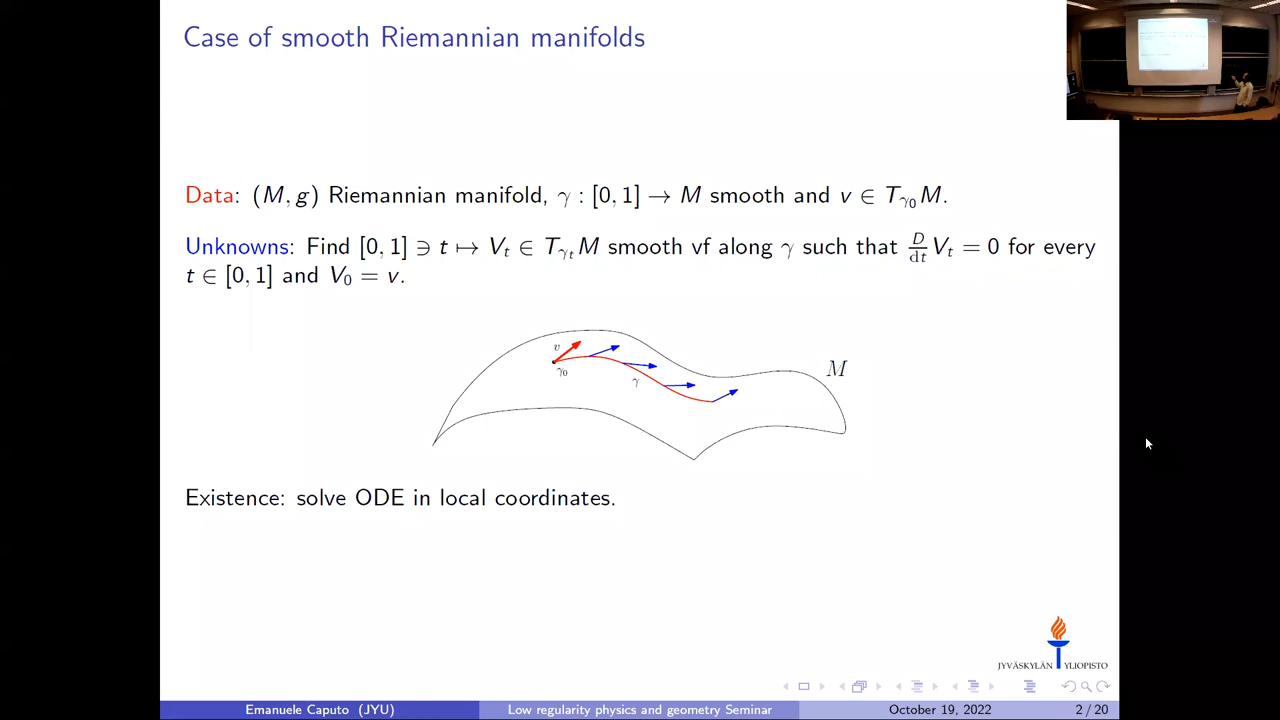 Case of smooth Riemannian manifolds
Data: (M, g) Riemannian manifold, γ : [0, 1] → M smooth and v ∈ T_{γ_0}M.
Unknowns: Find [0, 1] ∋ t ↦ V_t ∈ T_{γ_t}M smooth vf along γ such that D/dt V_t = 0 for every
t ∈ [0, 1] and V_0 = v.
v
γ_0
γ
M
Existence: solve ODE in local coordinates.
JYVÄSKYLÄN YLIOPISTO
Emanuele Caputo (JYU) Low regularity physics and geometry Seminar October 19, 2022 2 / 20